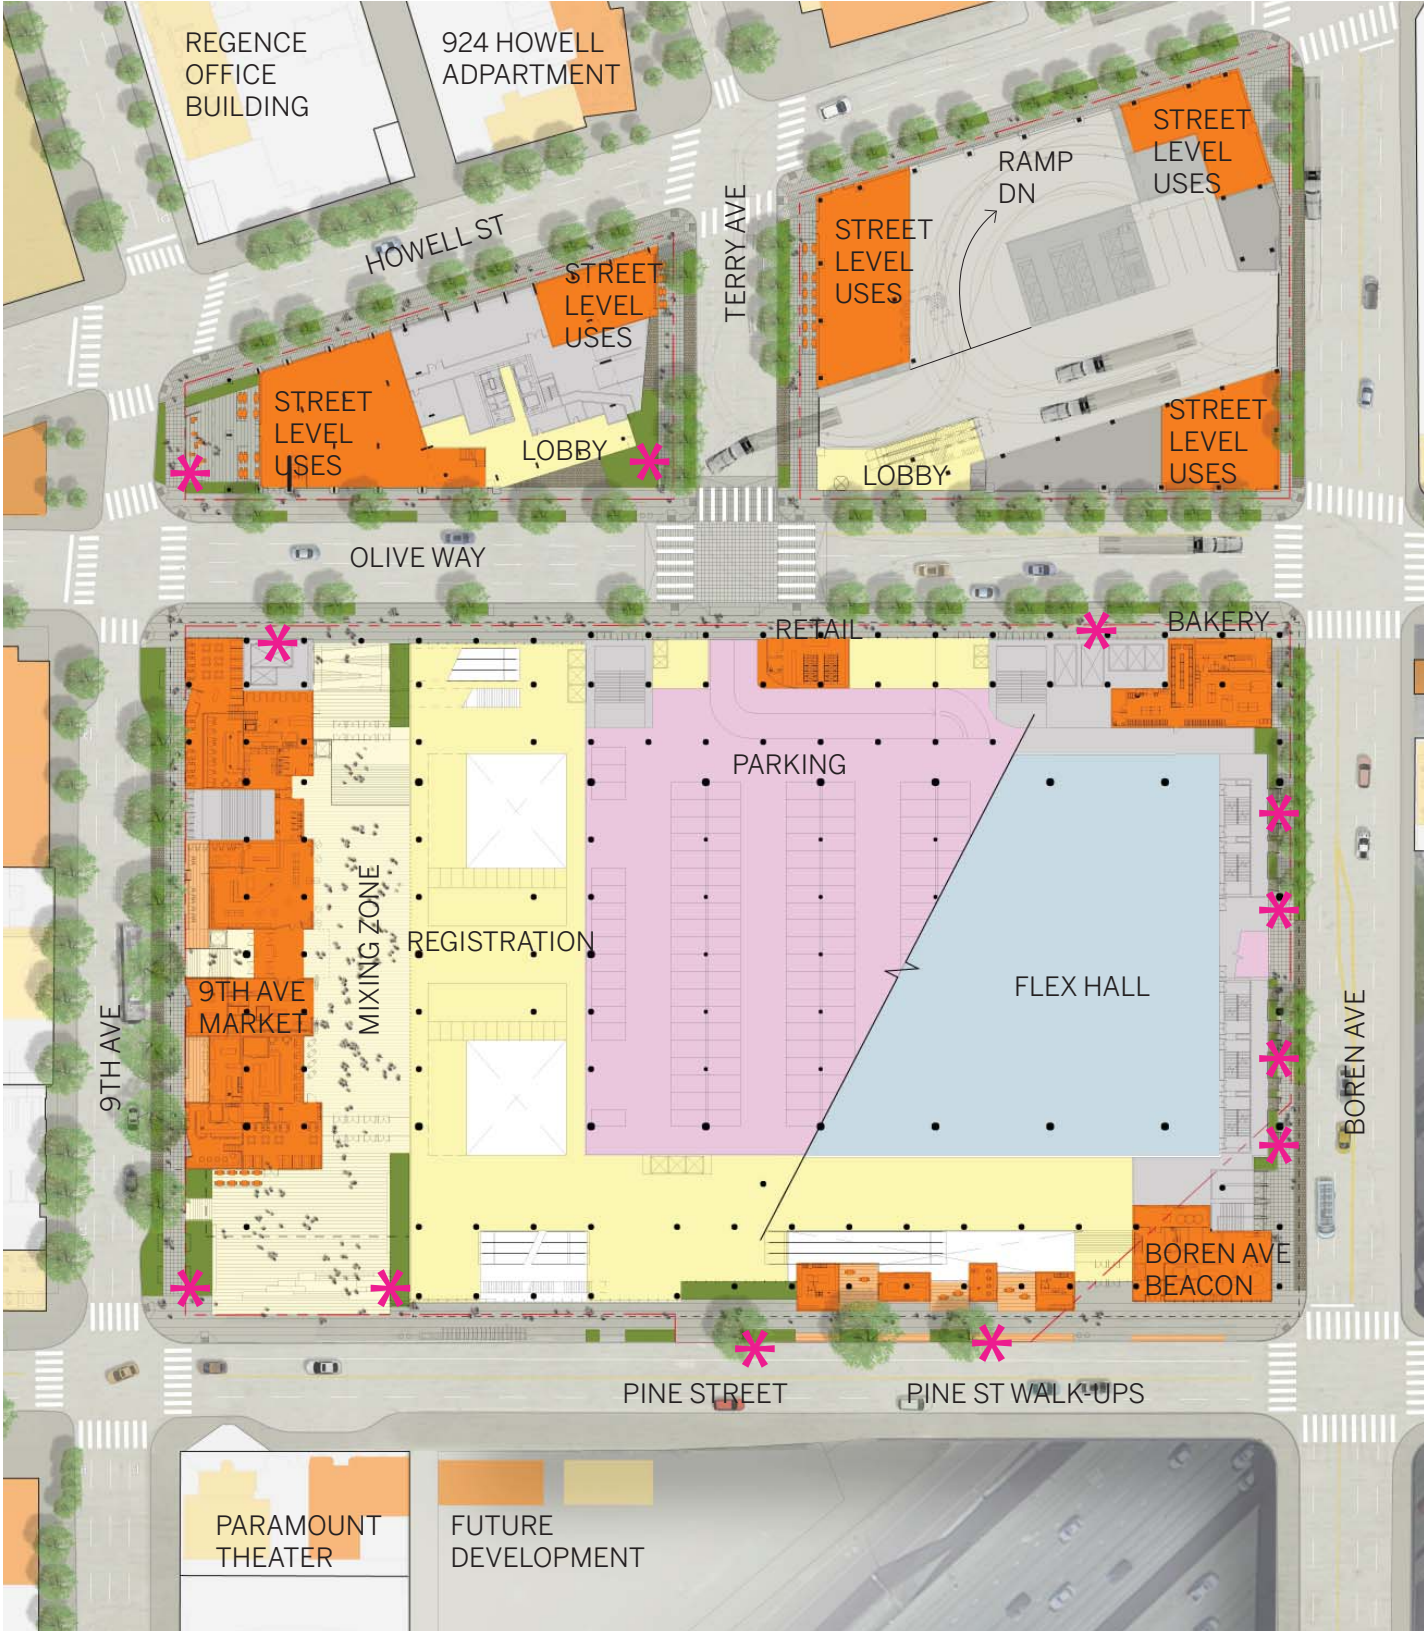 REGENCE
OFFICE
BUILDING
924 HOWELL
ADPARTMENT
HOWELL ST
TERRY AVE
STREET
LEVEL
USES
RAMP
DN
STREET
LEVEL
USES
STREET
LEVEL
USES
STREET
LEVEL
USES
LOBBY
LOBBY
STREET
LEVEL
USES
OLIVE WAY
RETAIL
BAKERY
PARKING
MIXING ZONE
REGISTRATION
9TH AVE
MARKET
FLEX HALL
9TH AVE
BOREN AVE
BOREN AVE
BEACON
PINE STREET
PINE ST WALK-UPS
PARAMOUNT
THEATER
FUTURE
DEVELOPMENT